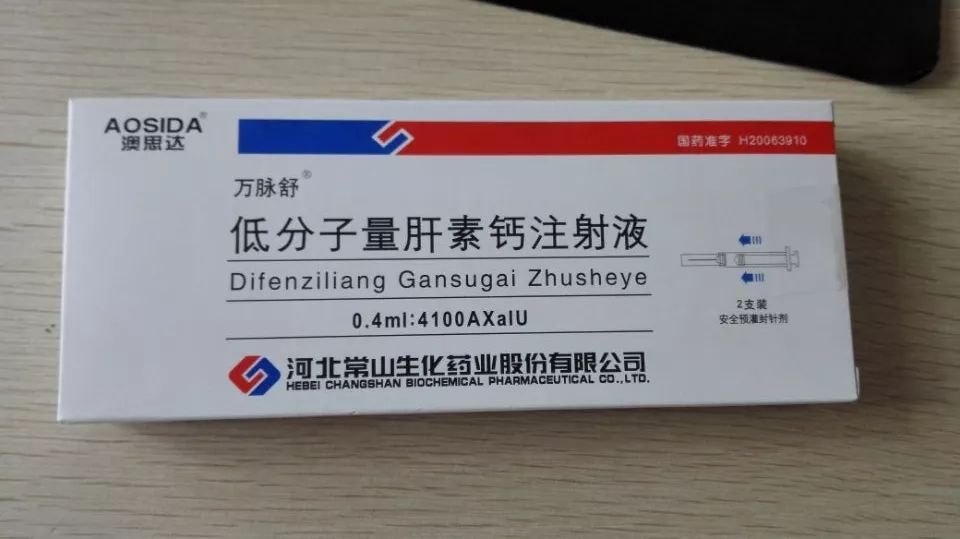 AOSIDA®
澳思达
国药准字 H20063910
万脉舒®
低分子量肝素钙注射液
Difenziliang Gansugai Zhusheye
0.4ml:4100AXaIU
2支装
安全预灌封针剂
河北常山生化药业股份有限公司
HEBEI CHANGSHAN BIOCHEMICAL PHARMACEUTICAL CO.,LTD.